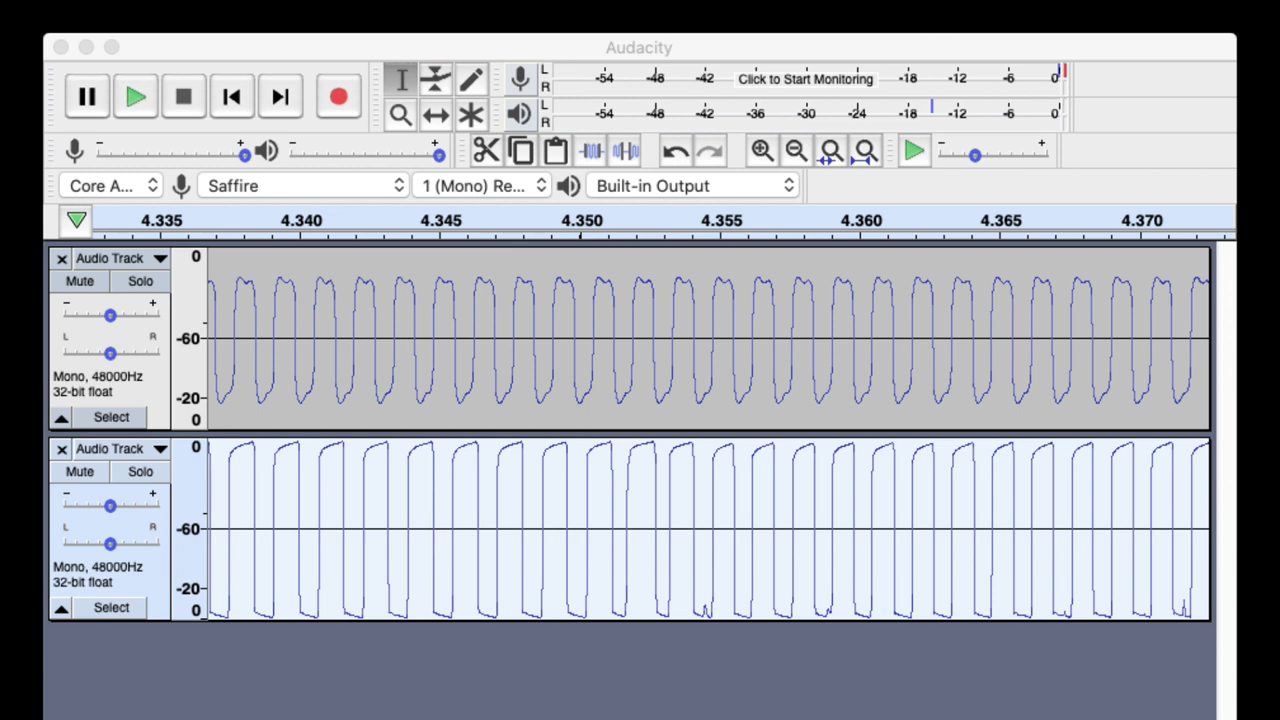 Audacity
L
R
-54 -48 -42 Click to Start Monitoring -18 -12 -6 0
L
R
-54 -48 -42 -36 -30 -24 -18 -12 -6 0
- + - + - +
Core A... Saffire 1 (Mono) Re... Built-in Output
4.335 4.340 4.345 4.350 4.355 4.360 4.365 4.370
Audio Track 0
Mute Solo
- +
L R
-60
Mono, 48000Hz
32-bit float
-20
Select 0
Audio Track 0
Mute Solo
- +
L R
-60
Mono, 48000Hz
32-bit float
-20
Select 0